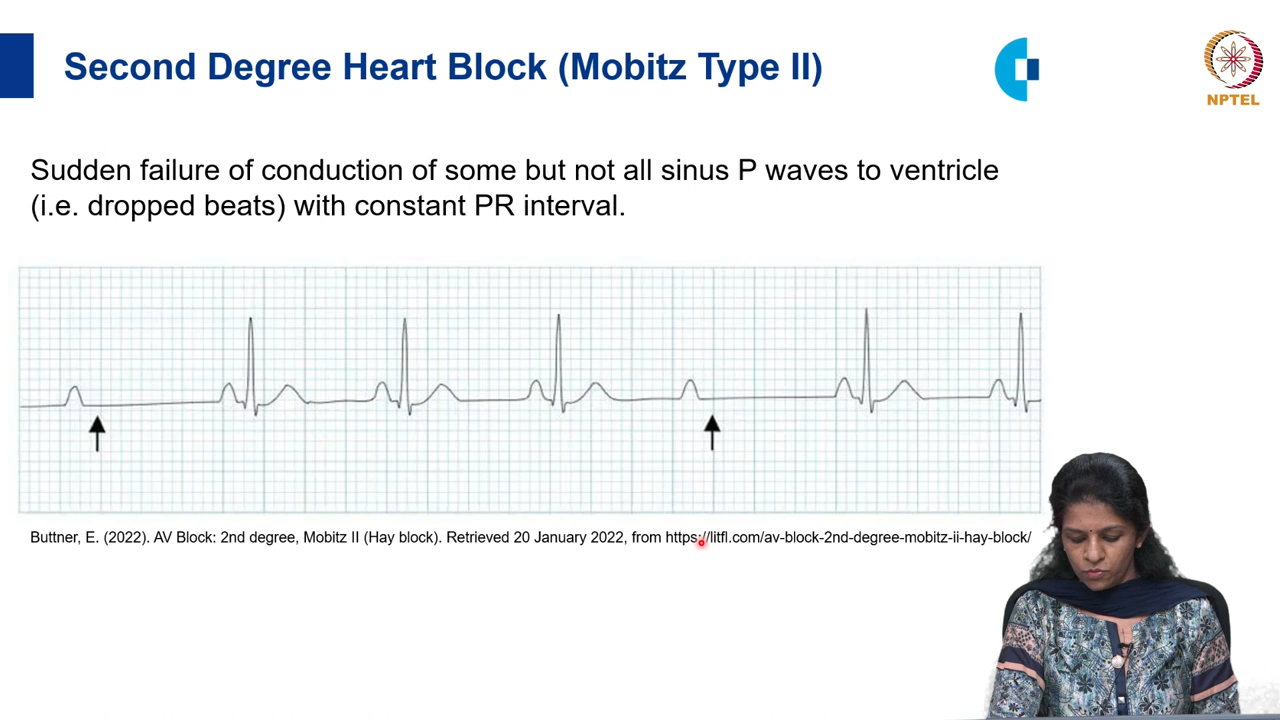 Second Degree Heart Block (Mobitz Type II)
NPTEL
Sudden failure of conduction of some but not all sinus P waves to ventricle
(i.e. dropped beats) with constant PR interval.
Buttner, E. (2022). AV Block: 2nd degree, Mobitz II (Hay block). Retrieved 20 January 2022, from https://litfl.com/av-block-2nd-degree-mobitz-ii-hay-block/